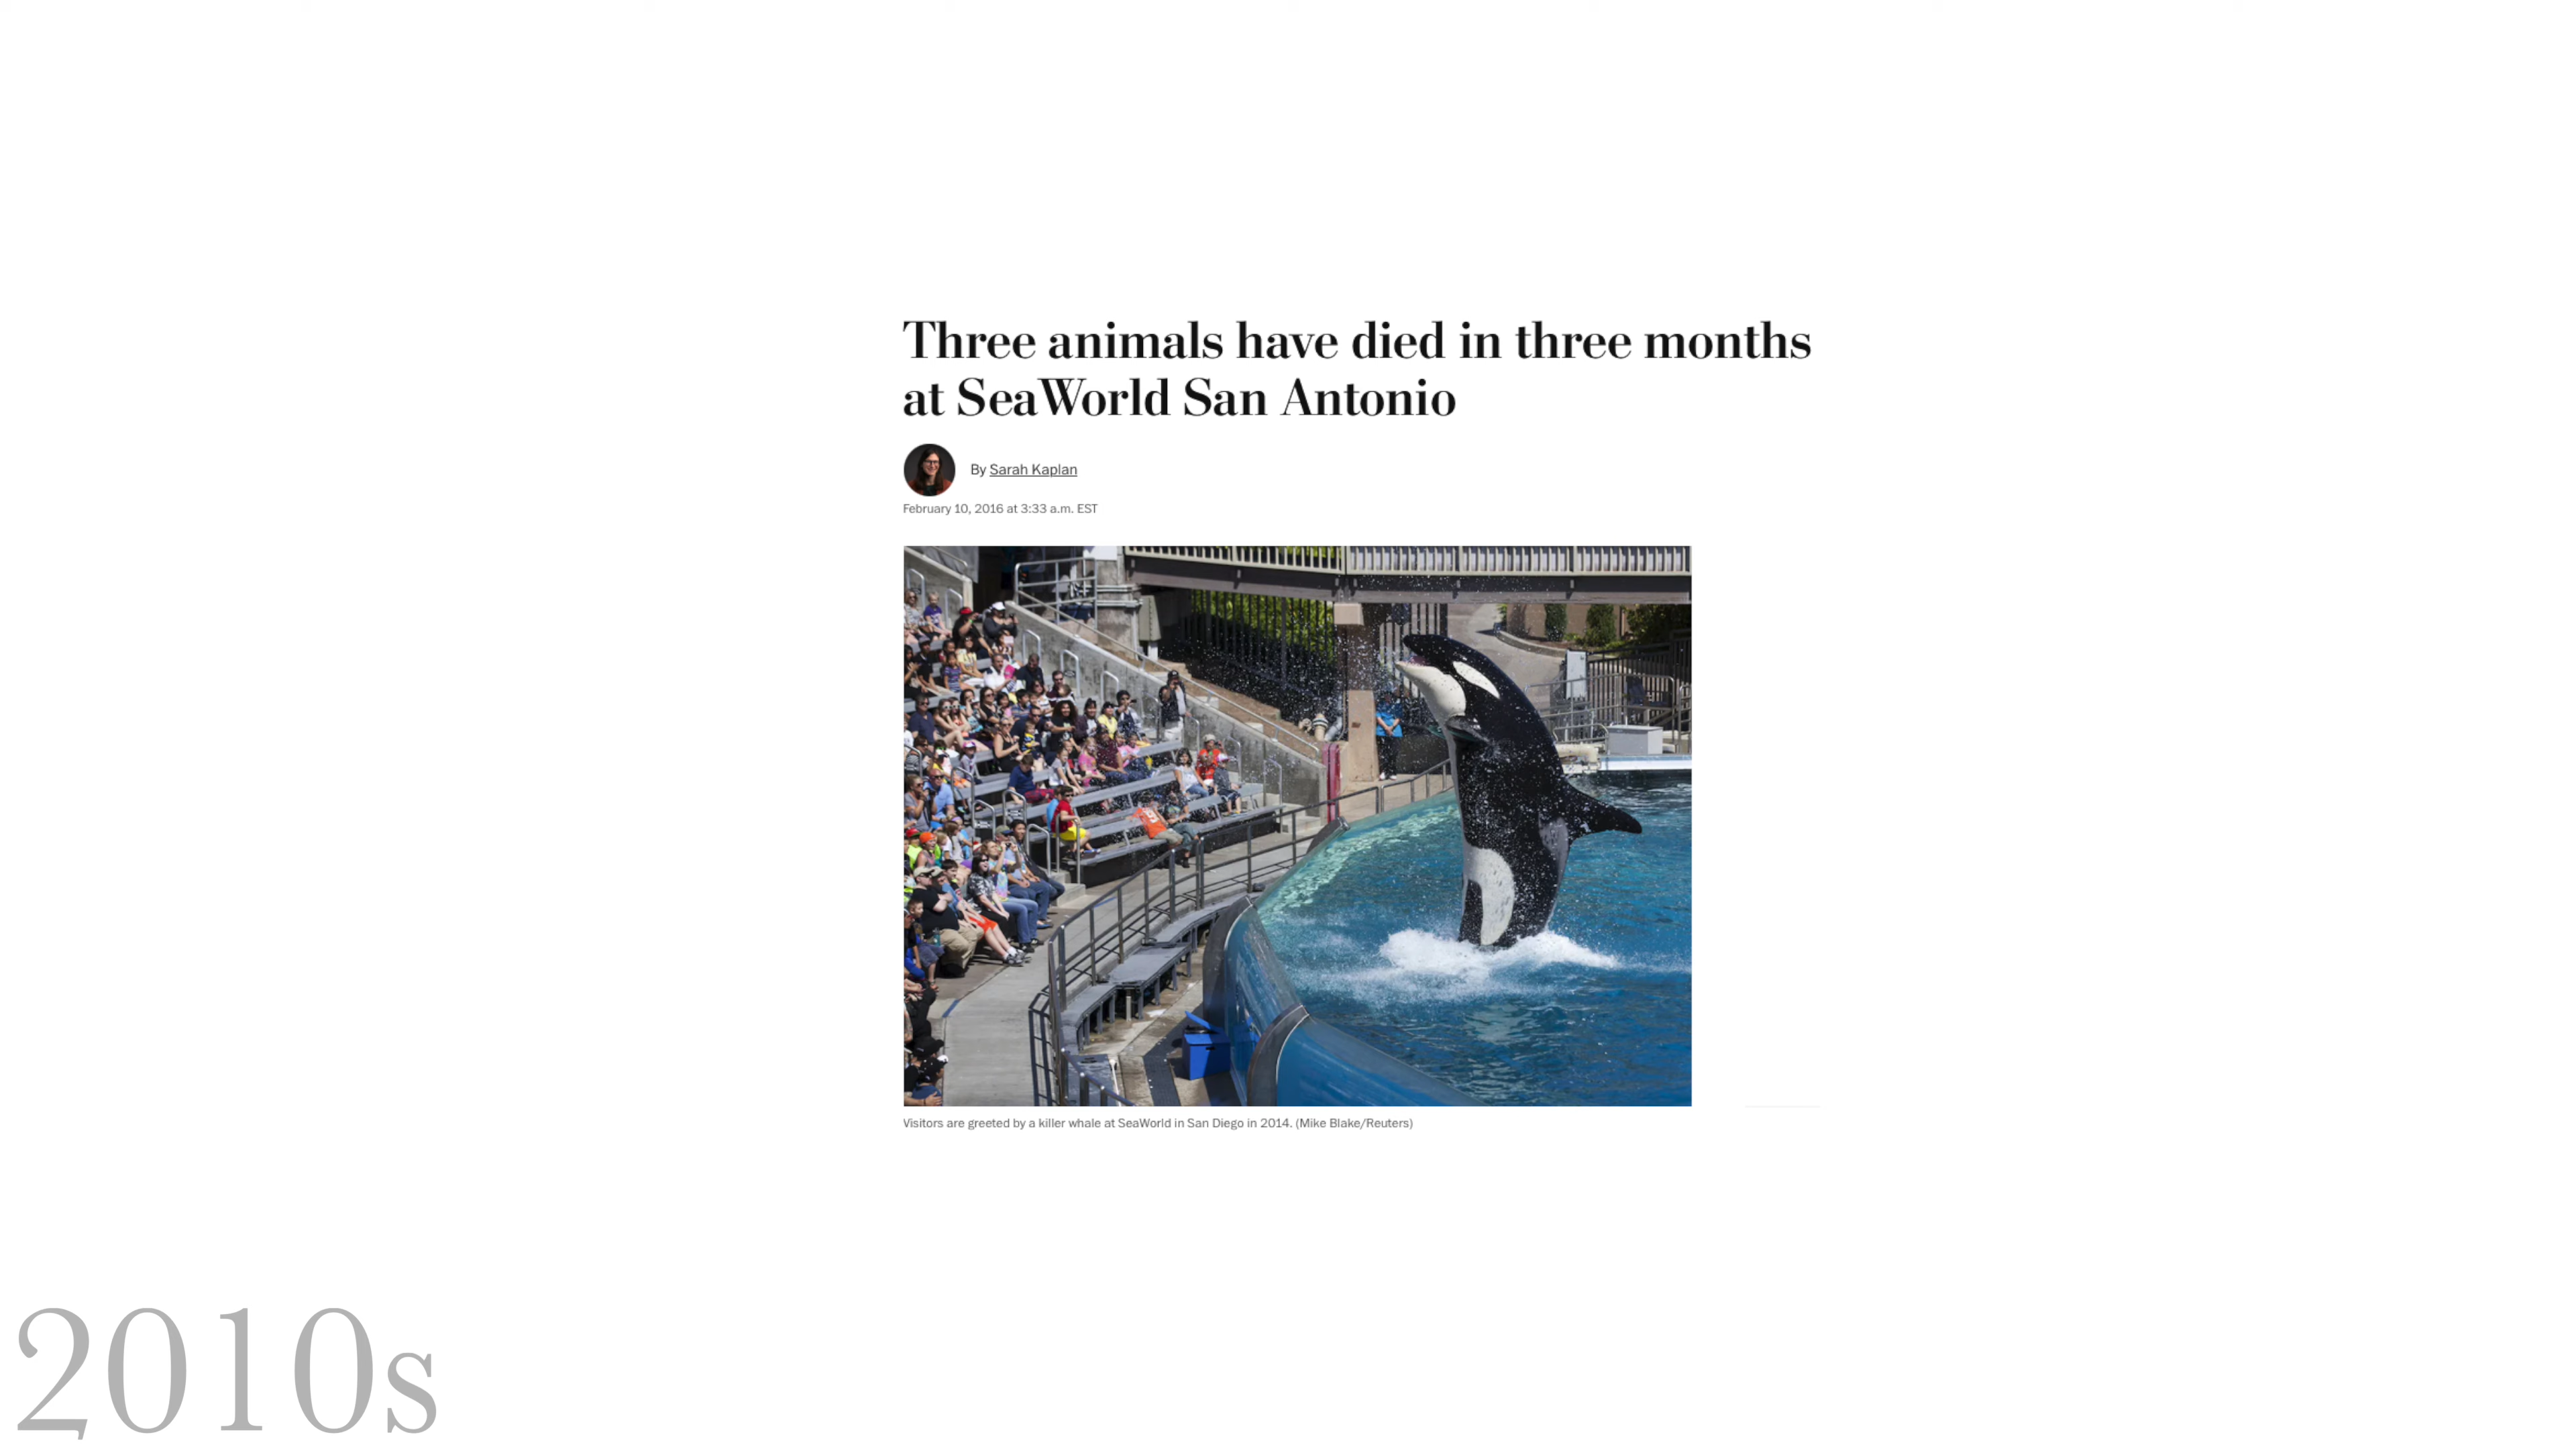 Three animals have died in three months
at SeaWorld San Antonio
By Sarah Kaplan
February 10, 2016 at 3:33 a.m. EST
Visitors are greeted by a killer whale at SeaWorld in San Diego in 2014. (Mike Blake/Reuters)
2010s